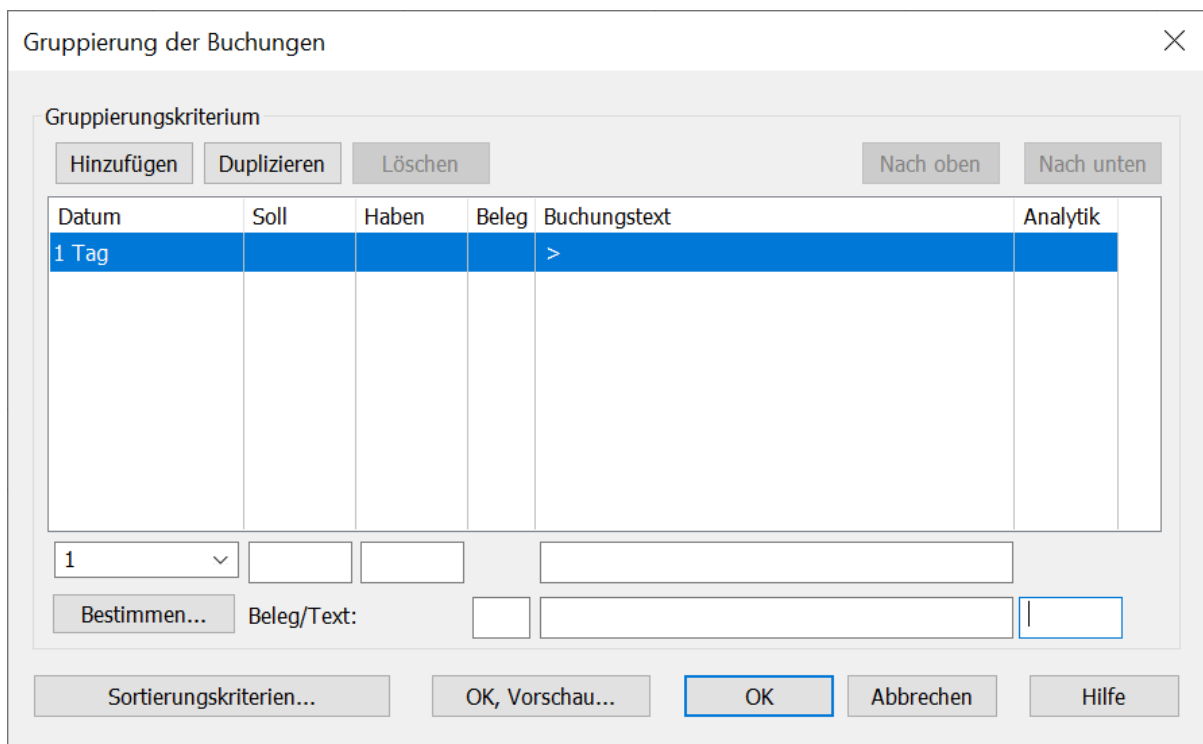 Gruppierung der Buchungen
Gruppierungskriterium
Hinzufügen Duplizieren Löschen Nach oben Nach unten
Datum Soll Haben Beleg Buchungstext Analytik
1 Tag >
1
Bestimmen... Beleg/Text:
Sortierungskriterien... OK, Vorschau... OK Abbrechen Hilfe